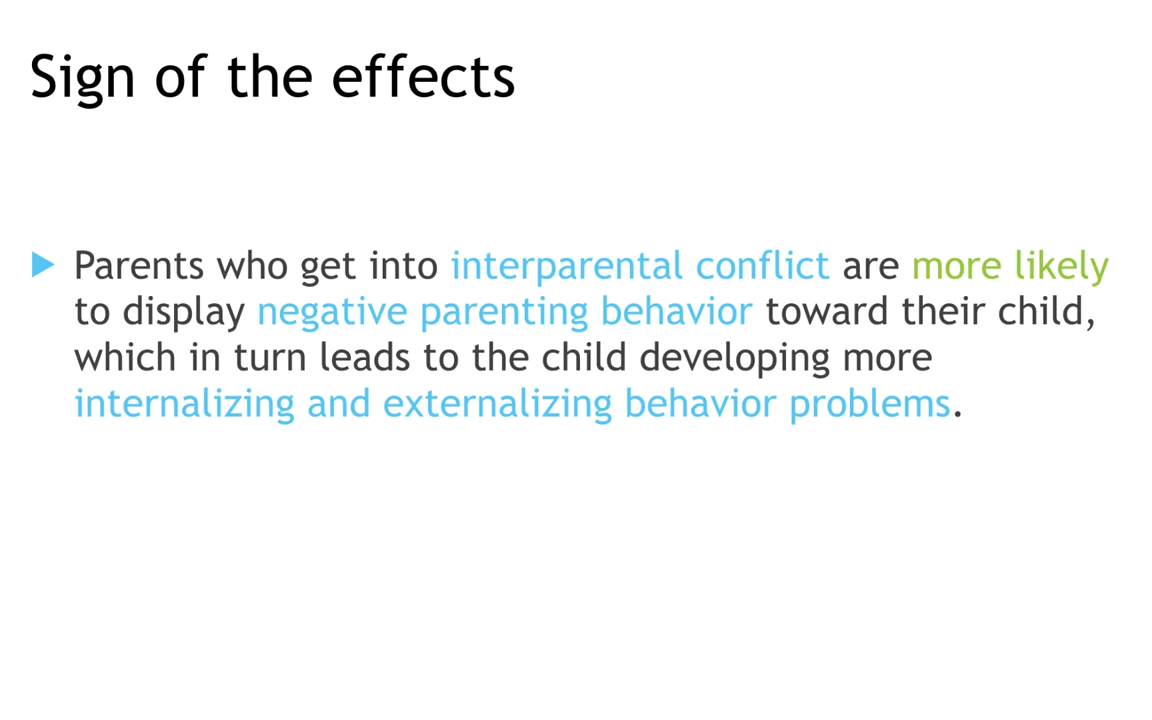 Sign of the effects
Parents who get into interparental conflict are more likely
to display negative parenting behavior toward their child,
which in turn leads to the child developing more
internalizing and externalizing behavior problems.